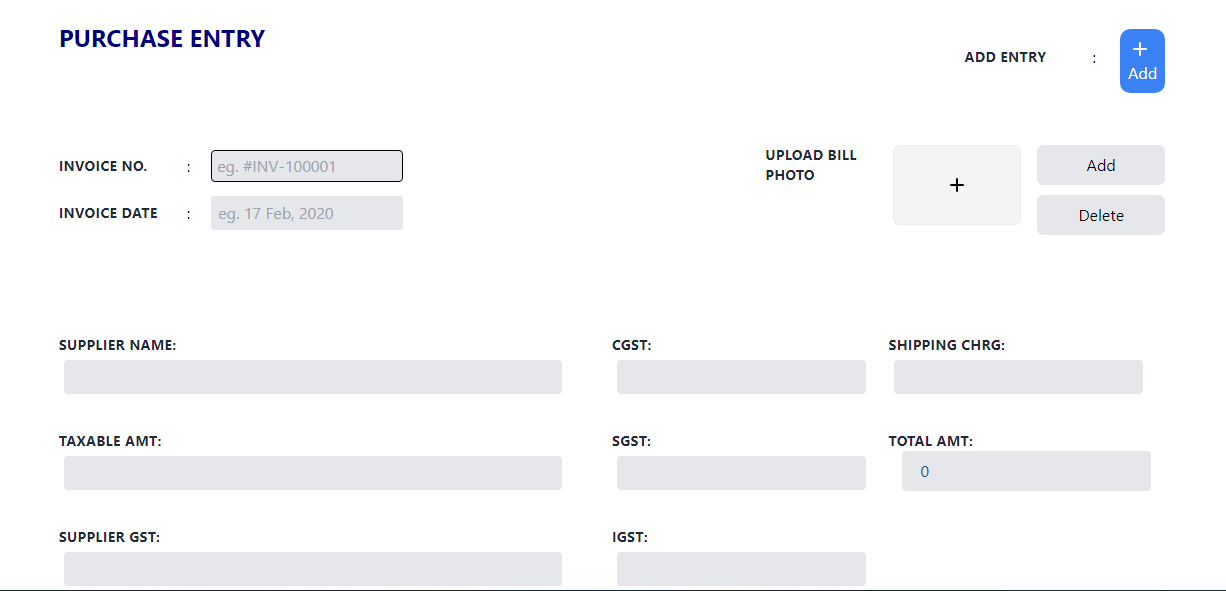 PURCHASE ENTRY
ADD ENTRY :
+
Add
INVOICE NO. : eg. #INV-100001
INVOICE DATE : eg. 17 Feb, 2020
UPLOAD BILL
PHOTO
+
Add
Delete
SUPPLIER NAME: CGST: SHIPPING CHRG:
TAXABLE AMT: SGST: TOTAL AMT:
0
SUPPLIER GST: IGST: